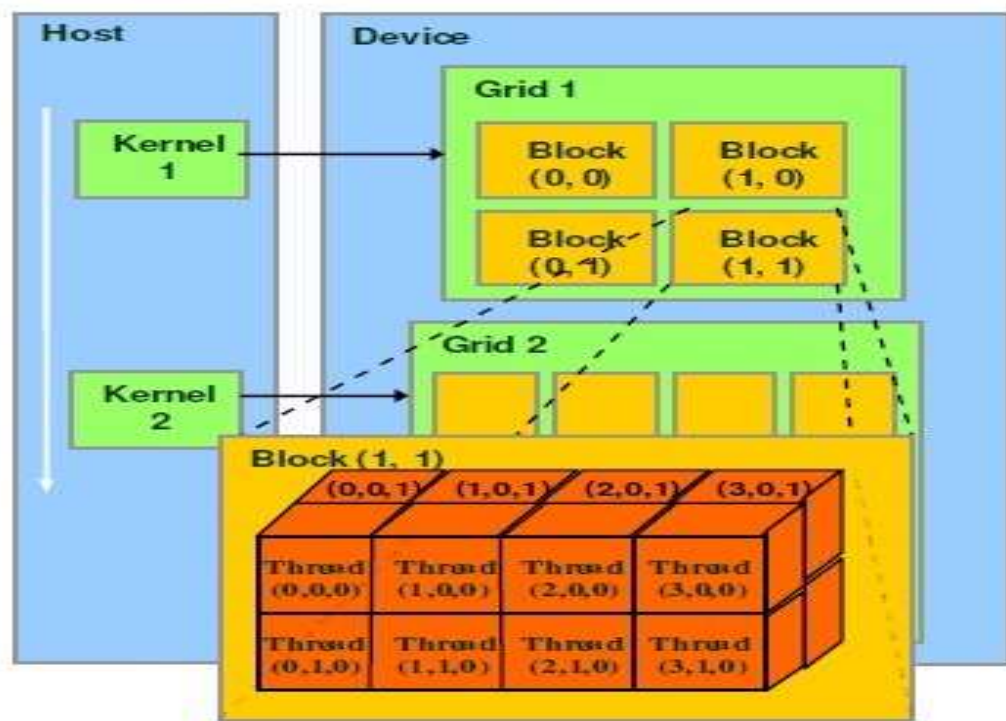 Host
Device
Grid 1
Kernel
1
Block
(0, 0)
Block
(1, 0)
Block
(0, 1)
Block
(1, 1)
Grid 2
Kernel
2
Block (1, 1)
(0,0,1) (1,0,1) (2,0,1) (3,0,1)
Thread
(0,0,0)
Thread
(1,0,0)
Thread
(2,0,0)
Thread
(3,0,0)
Thread
(0,1,0)
Thread
(1,1,0)
Thread
(2,1,0)
Thread
(3,1,0)